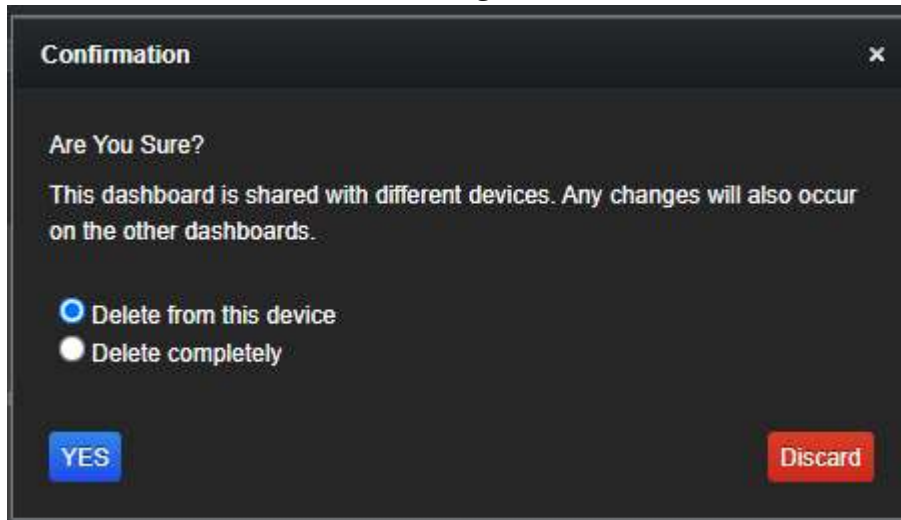 Confirmation ×
Are You Sure?
This dashboard is shared with different devices. Any changes will also occur
on the other dashboards.
Delete from this device
Delete completely
YES Discard